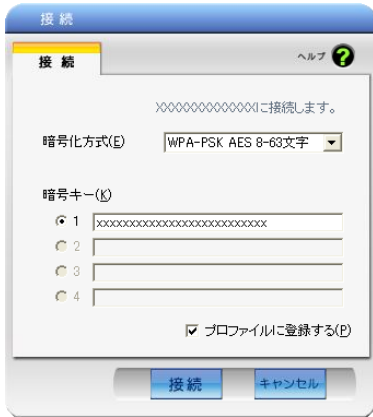 接続
接続
ヘルプ ?
XXXXXXXXXXXXXXに接続します。
暗号化方式(E) WPA-PSK AES 8-63文字
暗号キー(K)
1 xxxxxxxxxxxxxxxxxxxxxxxxxx
2
3
4
プロファイルに登録する(P)
接続 キャンセル